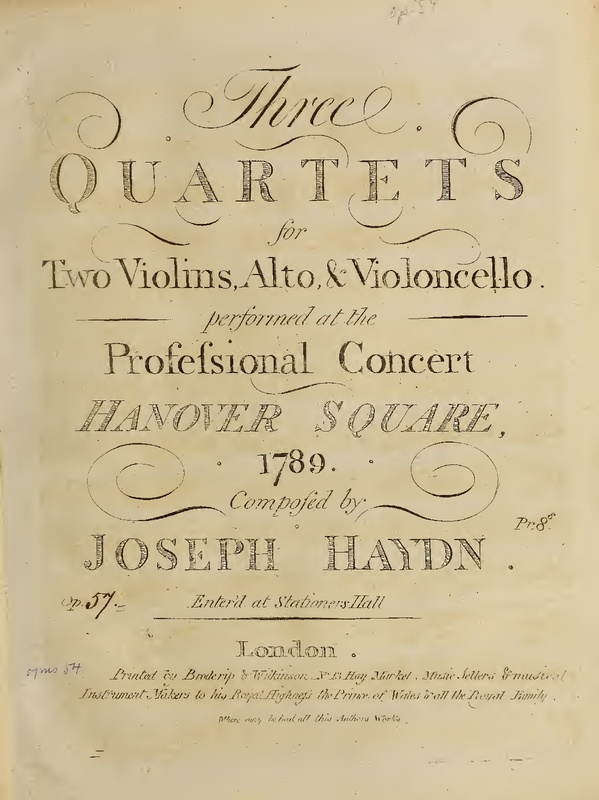 op. 54
Three
QUARTETS
for
Two Violins, Alto, & Violoncello.
performed at the
Profeſsional Concert
HANOVER SQUARE,
1789.
Compoſed by
Pr. 8s
JOSEPH HAYDN.
Op. 57.
Enter'd at Stationers Hall
London.
opus 54
Printed by Broderip & Wilkinson No. 13 Hay Market. Music Sellers & musical
Instrument Makers to his Royal Highneſs the Prince of Wales & all the Royal Family.
Where may be had all this Authors Works.